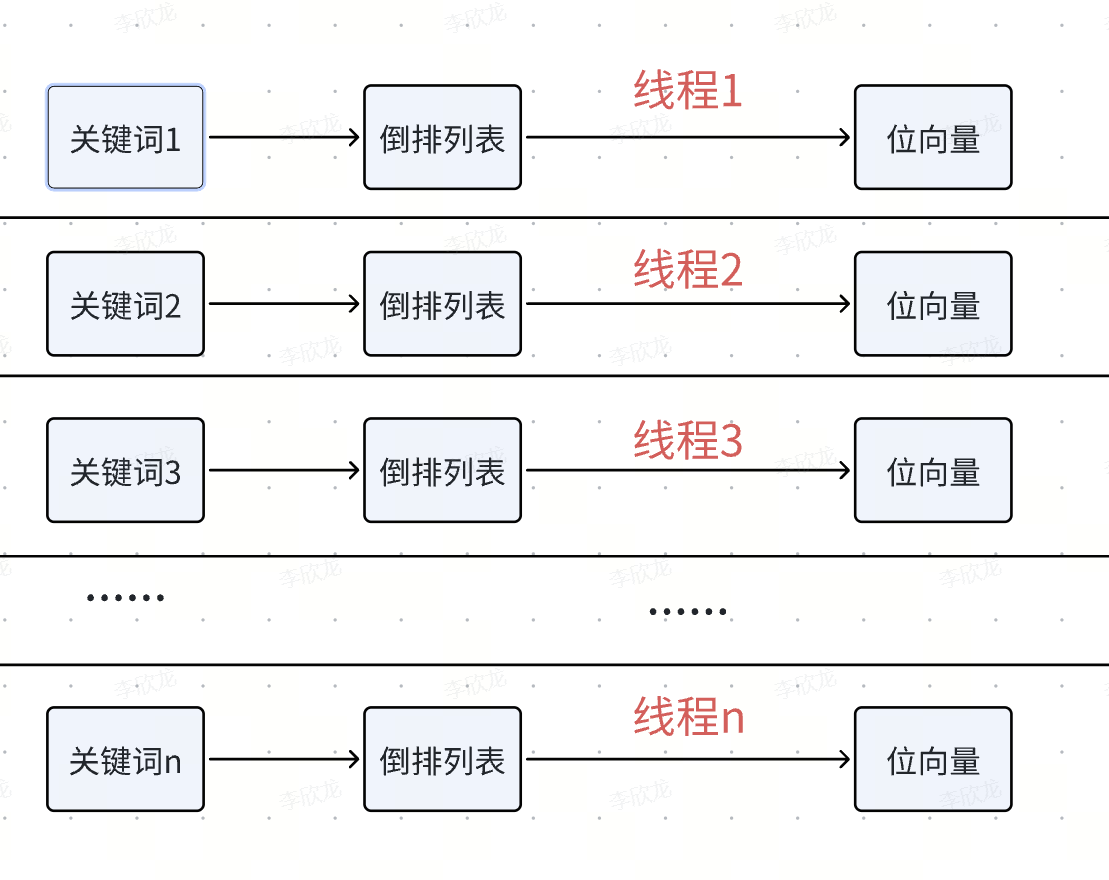 线程1
关键词1 倒排列表 位向量
线程2
关键词2 倒排列表 位向量
线程3
关键词3 倒排列表 位向量
...... ......
线程n
关键词n 倒排列表 位向量
李欣龙